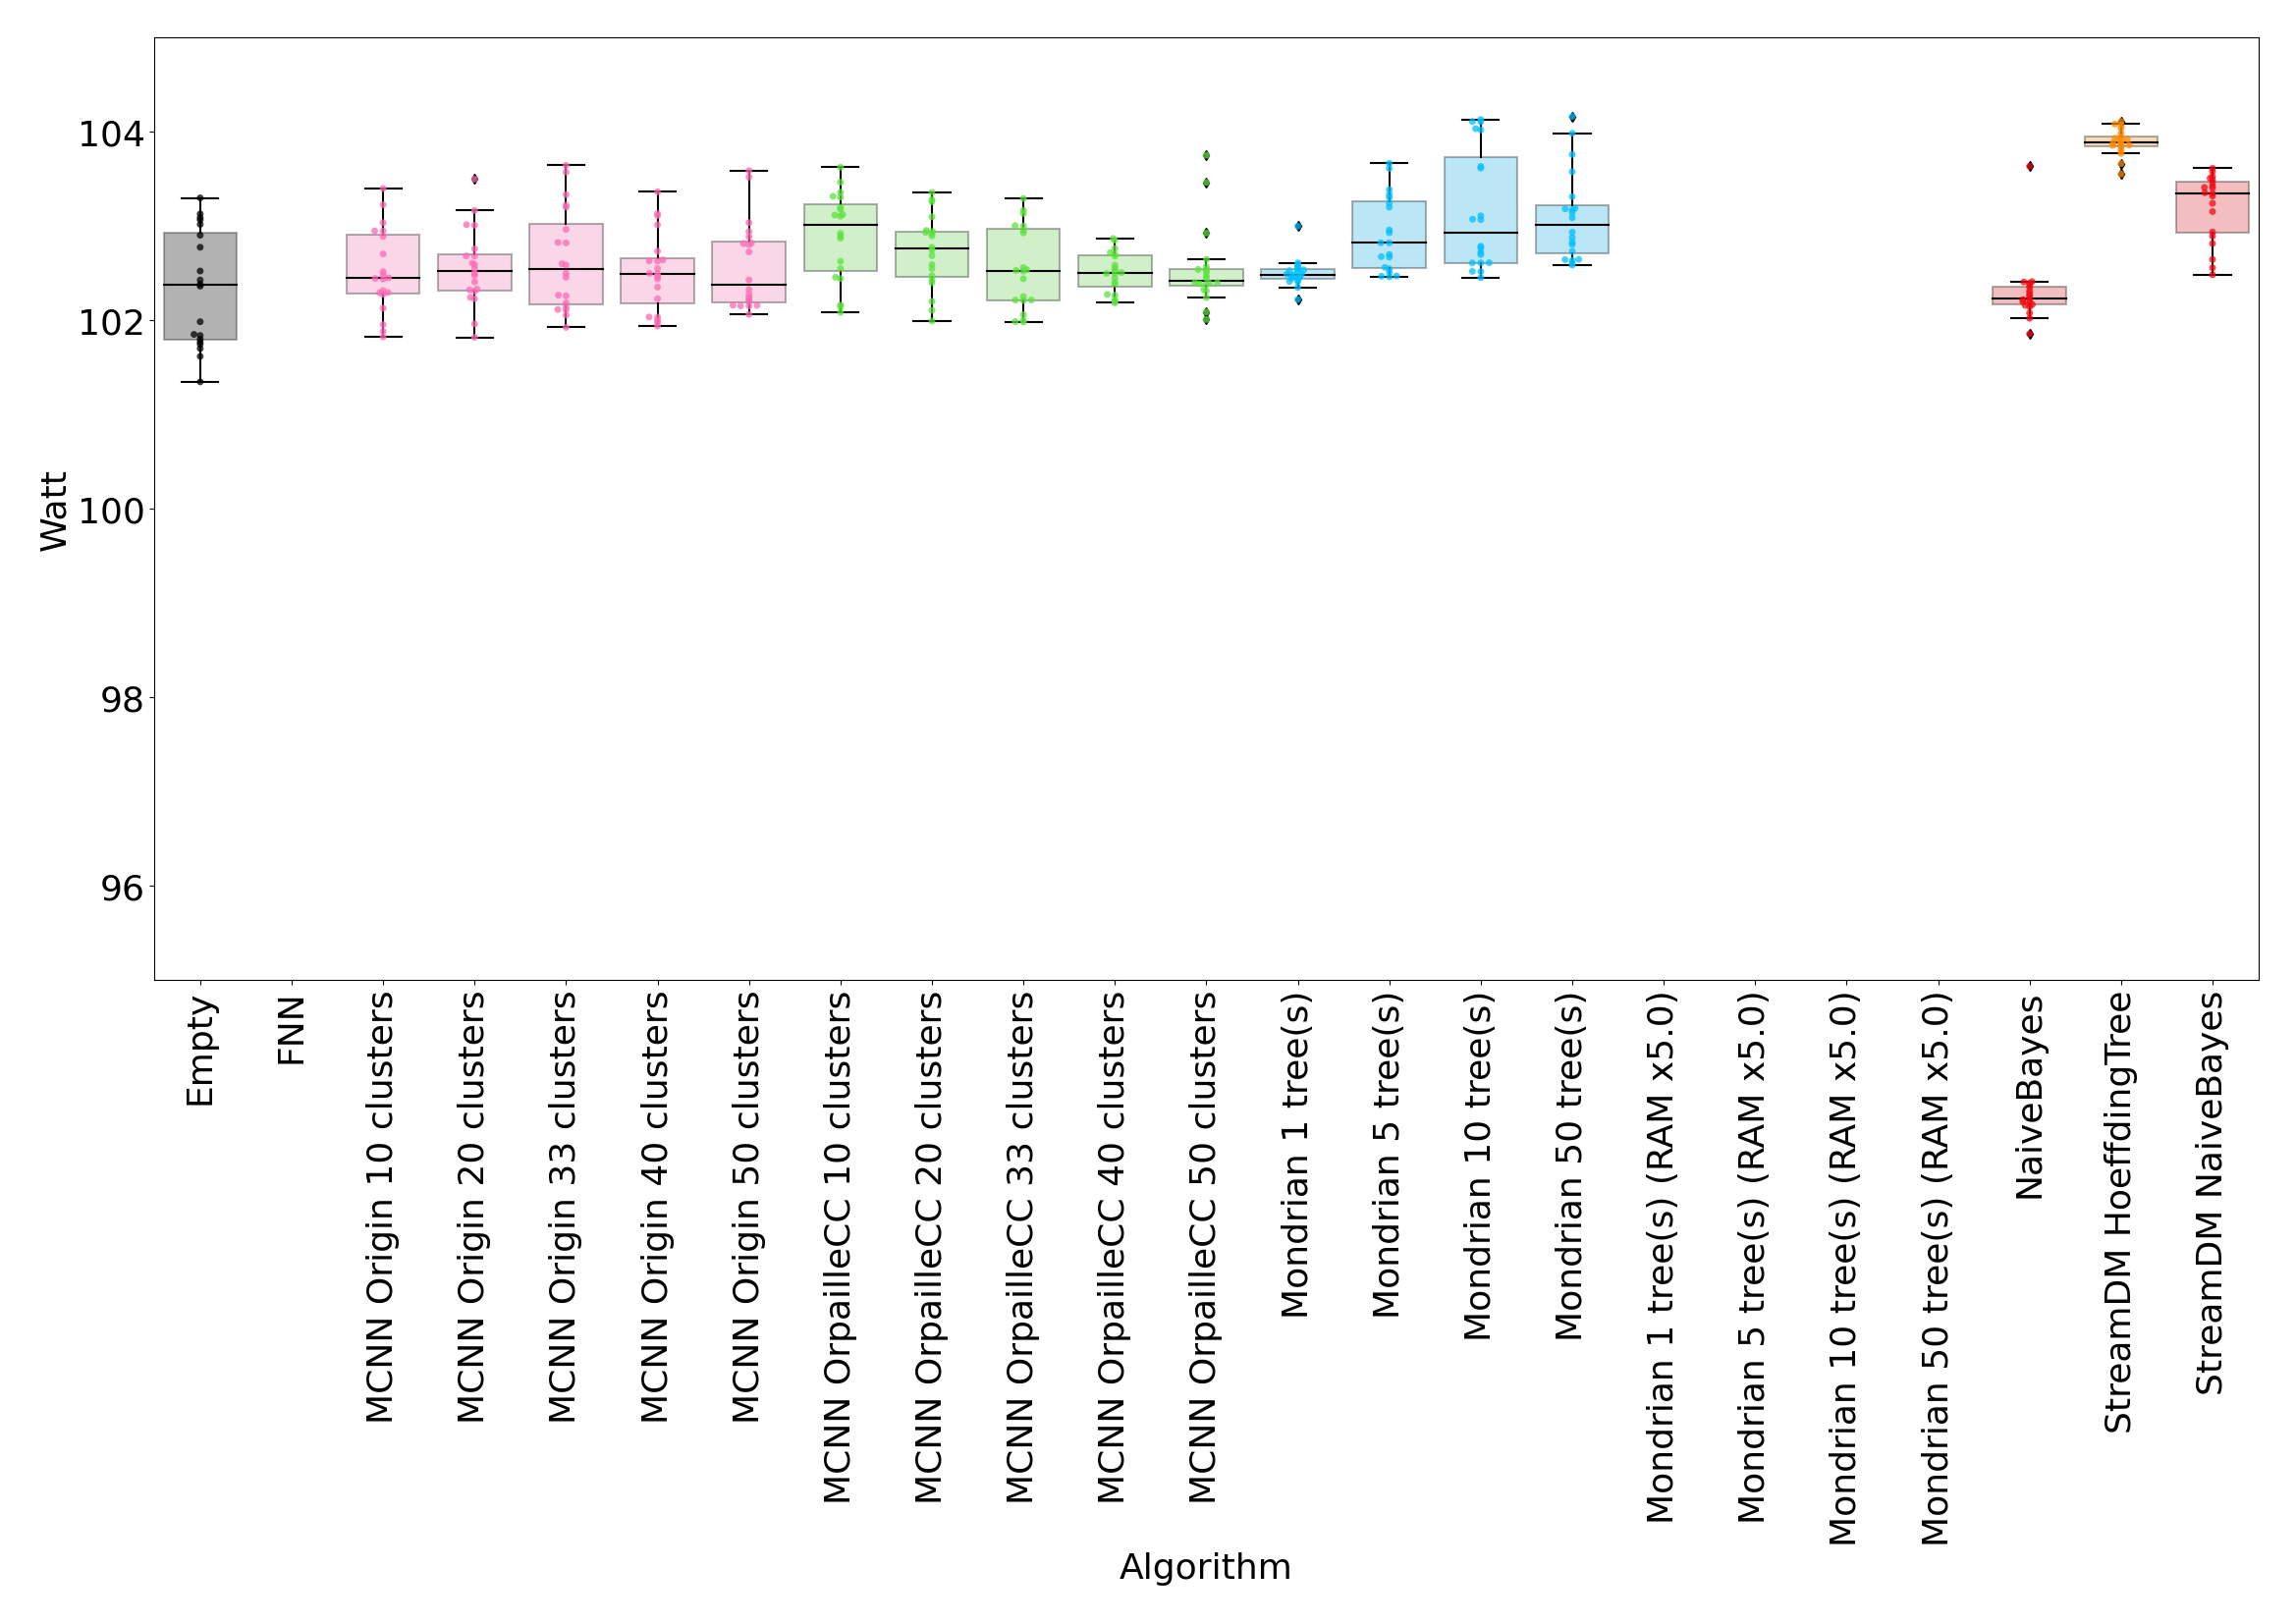 Watt
104
102
100
98
96
Empty
FNN
MCNN Origin 10 clusters
MCNN Origin 20 clusters
MCNN Origin 33 clusters
MCNN Origin 40 clusters
MCNN Origin 50 clusters
MCNN OrpailleCC 10 clusters
MCNN OrpailleCC 20 clusters
MCNN OrpailleCC 33 clusters
MCNN OrpailleCC 40 clusters
MCNN OrpailleCC 50 clusters
Mondrian 1 tree(s)
Mondrian 5 tree(s)
Mondrian 10 tree(s)
Mondrian 50 tree(s)
Mondrian 1 tree(s) (RAM x5.0)
Mondrian 5 tree(s) (RAM x5.0)
Mondrian 10 tree(s) (RAM x5.0)
Mondrian 50 tree(s) (RAM x5.0)
NaiveBayes
StreamDM HoeffdingTree
StreamDM NaiveBayes
Algorithm